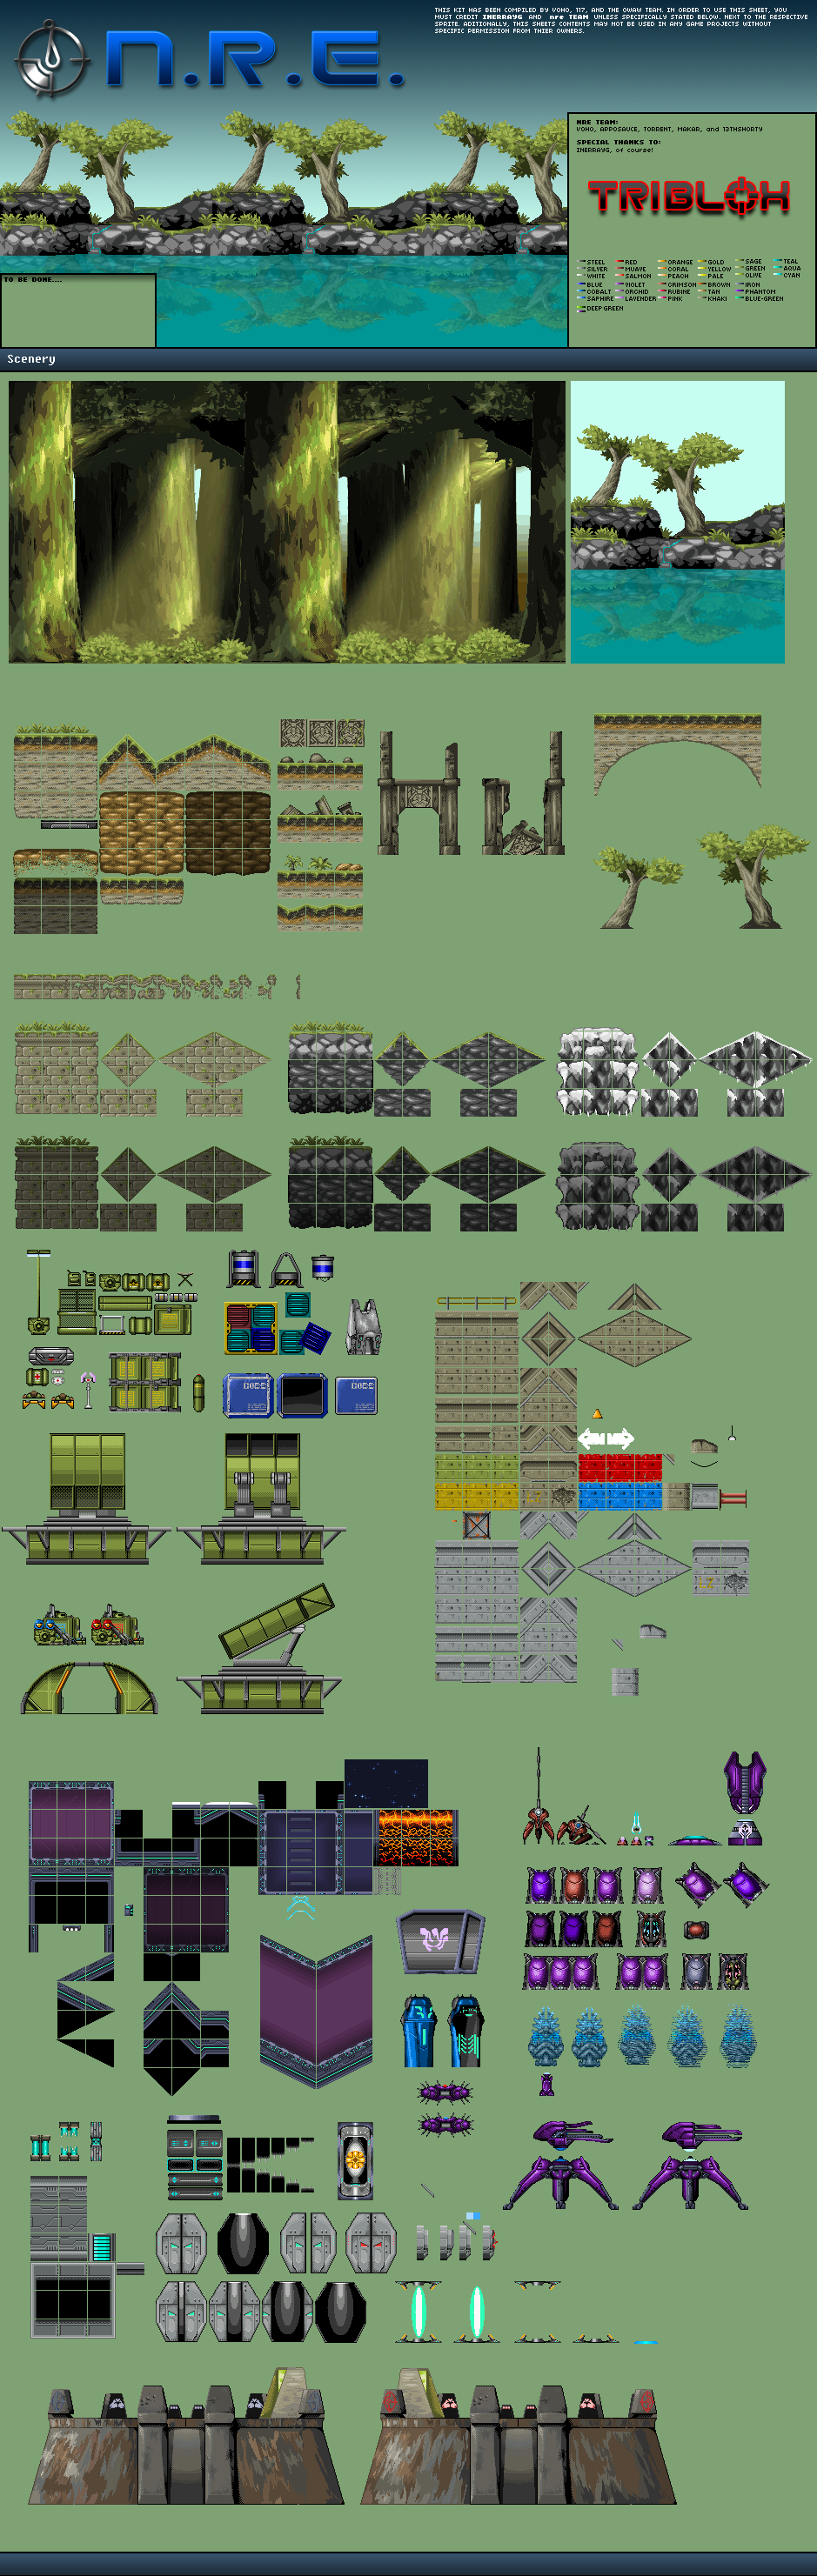 THIS KIT HAS BEEN COMPILED BY VOHO, 117, AND THE OWAW TEAM. IN ORDER TO USE THIS SHEET, YOU
MUST CREDIT INERRAYG AND nre TEAM UNLESS SPECIFICALLY STATED BELOW, NEXT TO THE RESPECTIVE
SPRITE. ADITIONALLY, THIS SHEETS CONTENTS MAY NOT BE USED IN ANY GAME PROJECTS WITHOUT
SPECIFIC PERMISSION FROM THIER OWNERS.
N.R.E.
NRE TEAM:
VOHO, APPOSAUCE, TORRENT, MAKAR, and 13THSHORTY
SPECIAL THANKS TO:
INERRAYG, of course!
TRIBLOX
STEEL RED ORANGE GOLD SAGE TEAL
SILVER MUAVE CORAL YELLOW GREEN AQUA
WHITE SALMON PEACH PALE OLIVE CYAN
BLUE VIOLET CRIMSON BROWN IRON
COBALT ORCHID RUBINE TAN PHANTOM
SAPHIRE LAVENDER PINK KHAKI BLUE-GREEN
DEEP GREEN
TO BE DONE....
Scenery